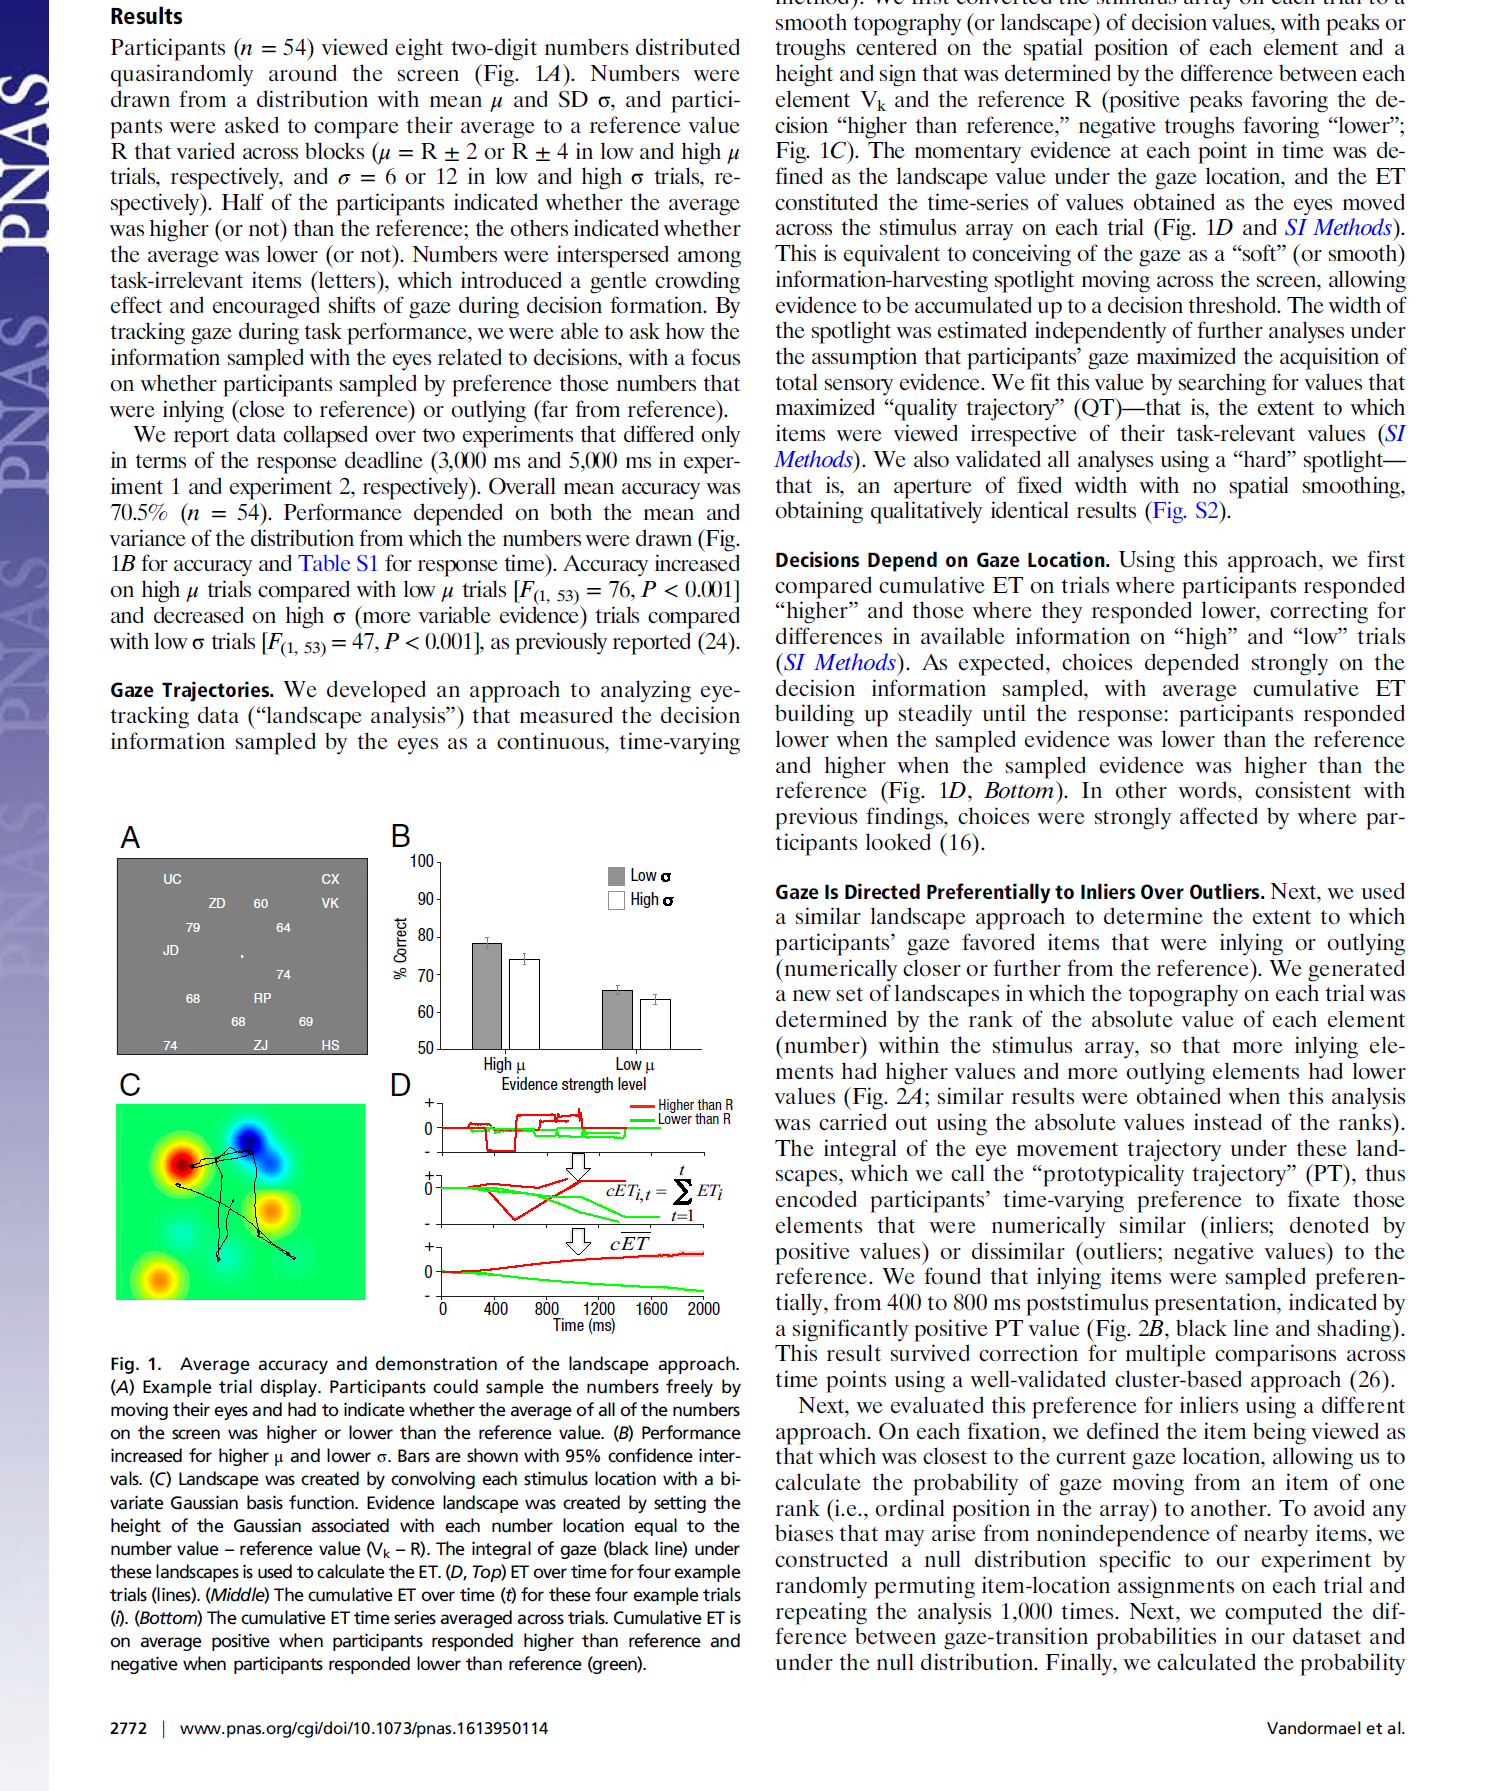 PNAS
PNAS
PNAS
PNAS
Results
Participants (n = 54) viewed eight two-digit numbers distributed
quasirandomly around the screen (Fig. 1A). Numbers were
drawn from a distribution with mean μ and SD σ, and partici-
pants were asked to compare their average to a reference value
R that varied across blocks (μ = R ± 2 or R ± 4 in low and high μ
trials, respectively, and σ = 6 or 12 in low and high σ trials, re-
spectively). Half of the participants indicated whether the average
was higher (or not) than the reference; the others indicated whether
the average was lower (or not). Numbers were interspersed among
task-irrelevant items (letters), which introduced a gentle crowding
effect and encouraged shifts of gaze during decision formation. By
tracking gaze during task performance, we were able to ask how the
information sampled with the eyes related to decisions, with a focus
on whether participants sampled by preference those numbers that
were inlying (close to reference) or outlying (far from reference).
We report data collapsed over two experiments that differed only
in terms of the response deadline (3,000 ms and 5,000 ms in exper-
iment 1 and experiment 2, respectively). Overall mean accuracy was
70.5% (n = 54). Performance depended on both the mean and
variance of the distribution from which the numbers were drawn (Fig.
1B for accuracy and Table S1 for response time). Accuracy increased
on high μ trials compared with low μ trials [F(1, 53) = 76, P < 0.001]
and decreased on high σ (more variable evidence) trials compared
with low σ trials [F(1, 53) = 47, P < 0.001], as previously reported (24).
Gaze Trajectories. We developed an approach to analyzing eye-
tracking data (“landscape analysis”) that measured the decision
information sampled by the eyes as a continuous, time-varying
A
UC CX
ZD 60 VK
79 64
JD
74
68 RP
68 69
74 ZJ HS
B
100
90
80
70
60
50
% Correct
Low σ
High σ
High μ Low μ
Evidence strength level
C
D
+
0
-
Higher than R
Lower than R
+
0
-
cETi,t = t∑t=1 ETi
+
0
-
cET
0 400 800 1200 1600 2000
Time (ms)
Fig. 1. Average accuracy and demonstration of the landscape approach.
(A) Example trial display. Participants could sample the numbers freely by
moving their eyes and had to indicate whether the average of all of the numbers
on the screen was higher or lower than the reference value. (B) Performance
increased for higher μ and lower σ. Bars are shown with 95% confidence inter-
vals. (C) Landscape was created by convolving each stimulus location with a bi-
variate Gaussian basis function. Evidence landscape was created by setting the
height of the Gaussian associated with each number location equal to the
number value – reference value (Vk – R). The integral of gaze (black line) under
these landscapes is used to calculate the ET. (D, Top) ET over time for four example
trials (lines). (Middle) The cumulative ET over time (t) for these four example trials
(i). (Bottom) The cumulative ET time series averaged across trials. Cumulative ET is
on average positive when participants responded higher than reference and
negative when participants responded lower than reference (green).
smooth topography (or landscape) of decision values, with peaks or
troughs centered on the spatial position of each element and a
height and sign that was determined by the difference between each
element Vk and the reference R (positive peaks favoring the de-
cision “higher than reference,” negative troughs favoring “lower”;
Fig. 1C). The momentary evidence at each point in time was de-
fined as the landscape value under the gaze location, and the ET
constituted the time-series of values obtained as the eyes moved
across the stimulus array on each trial (Fig. 1D and SI Methods).
This is equivalent to conceiving of the gaze as a “soft” (or smooth)
information-harvesting spotlight moving across the screen, allowing
evidence to be accumulated up to a decision threshold. The width of
the spotlight was estimated independently of further analyses under
the assumption that participants’ gaze maximized the acquisition of
total sensory evidence. We fit this value by searching for values that
maximized “quality trajectory” (QT)—that is, the extent to which
items were viewed irrespective of their task-relevant values (SI
Methods). We also validated all analyses using a “hard” spotlight—
that is, an aperture of fixed width with no spatial smoothing,
obtaining qualitatively identical results (Fig. S2).
Decisions Depend on Gaze Location. Using this approach, we first
compared cumulative ET on trials where participants responded
“higher” and those where they responded lower, correcting for
differences in available information on “high” and “low” trials
(SI Methods). As expected, choices depended strongly on the
decision information sampled, with average cumulative ET
building up steadily until the response: participants responded
lower when the sampled evidence was lower than the reference
and higher when the sampled evidence was higher than the
reference (Fig. 1D, Bottom). In other words, consistent with
previous findings, choices were strongly affected by where par-
ticipants looked (16).
Gaze Is Directed Preferentially to Inliers Over Outliers. Next, we used
a similar landscape approach to determine the extent to which
participants’ gaze favored items that were inlying or outlying
(numerically closer or further from the reference). We generated
a new set of landscapes in which the topography on each trial was
determined by the rank of the absolute value of each element
(number) within the stimulus array, so that more inlying ele-
ments had higher values and more outlying elements had lower
values (Fig. 2A; similar results were obtained when this analysis
was carried out using the absolute values instead of the ranks).
The integral of the eye movement trajectory under these land-
scapes, which we call the “prototypicality trajectory” (PT), thus
encoded participants’ time-varying preference to fixate those
elements that were numerically similar (inliers; denoted by
positive values) or dissimilar (outliers; negative values) to the
reference. We found that inlying items were sampled preferen-
tially, from 400 to 800 ms poststimulus presentation, indicated by
a significantly positive PT value (Fig. 2B, black line and shading).
This result survived correction for multiple comparisons across
time points using a well-validated cluster-based approach (26).
Next, we evaluated this preference for inliers using a different
approach. On each fixation, we defined the item being viewed as
that which was closest to the current gaze location, allowing us to
calculate the probability of gaze moving from an item of one
rank (i.e., ordinal position in the array) to another. To avoid any
biases that may arise from nonindependence of nearby items, we
constructed a null distribution specific to our experiment by
randomly permuting item-location assignments on each trial and
repeating the analysis 1,000 times. Next, we computed the dif-
ference between gaze-transition probabilities in our dataset and
under the null distribution. Finally, we calculated the probability
2772 | www.pnas.org/cgi/doi/10.1073/pnas.1613950114
Vandormael et al.